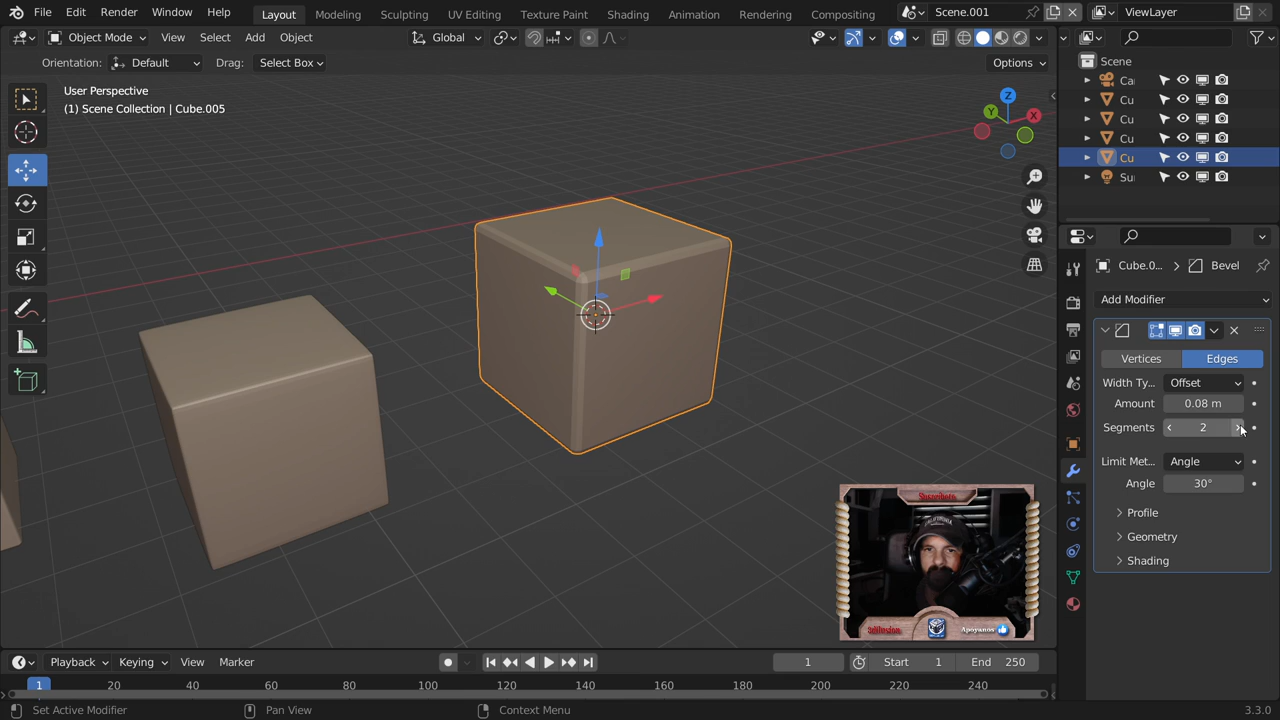 File Edit Render Window Help Layout Modeling Sculpting UV Editing Texture Paint Shading Animation Rendering Compositing Scene.001 ViewLayer
Object Mode View Select Add Object Global
Orientation: Default Drag: Select Box Options
User Perspective
(1) Scene Collection | Cube.005
Z
Y
X
Scene
Ca
Cu
Cu
Cu
Cu
Su
Cube.0... > Bevel
Add Modifier
Vertices Edges
Width Ty... Offset
Amount 0.08 m
Segments 2
Limit Met... Angle
Angle 30°
Profile
Geometry
Shading
Apoyanos
Playback Keying View Marker 1 Start 1 End 250
1 20 40 60 80 100 120 140 160 180 200 220 240
Set Active Modifier Pan View Context Menu 3.3.0